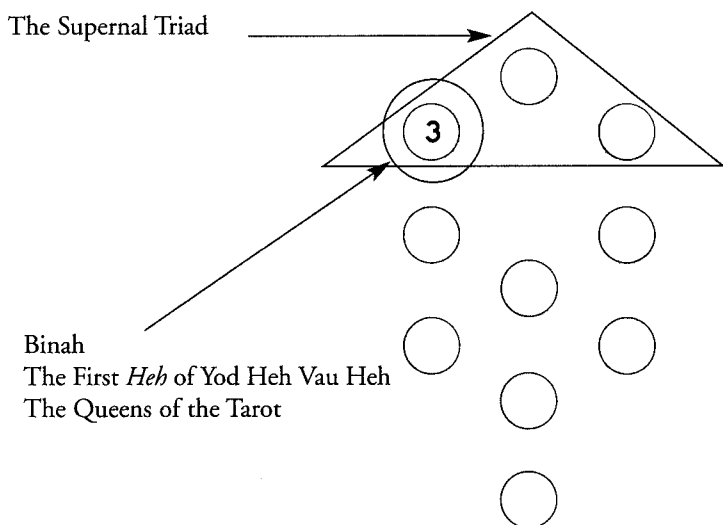 The Supernal Triad
3
Binah
The First Heh of Yod Heh Vau Heh
The Queens of the Tarot